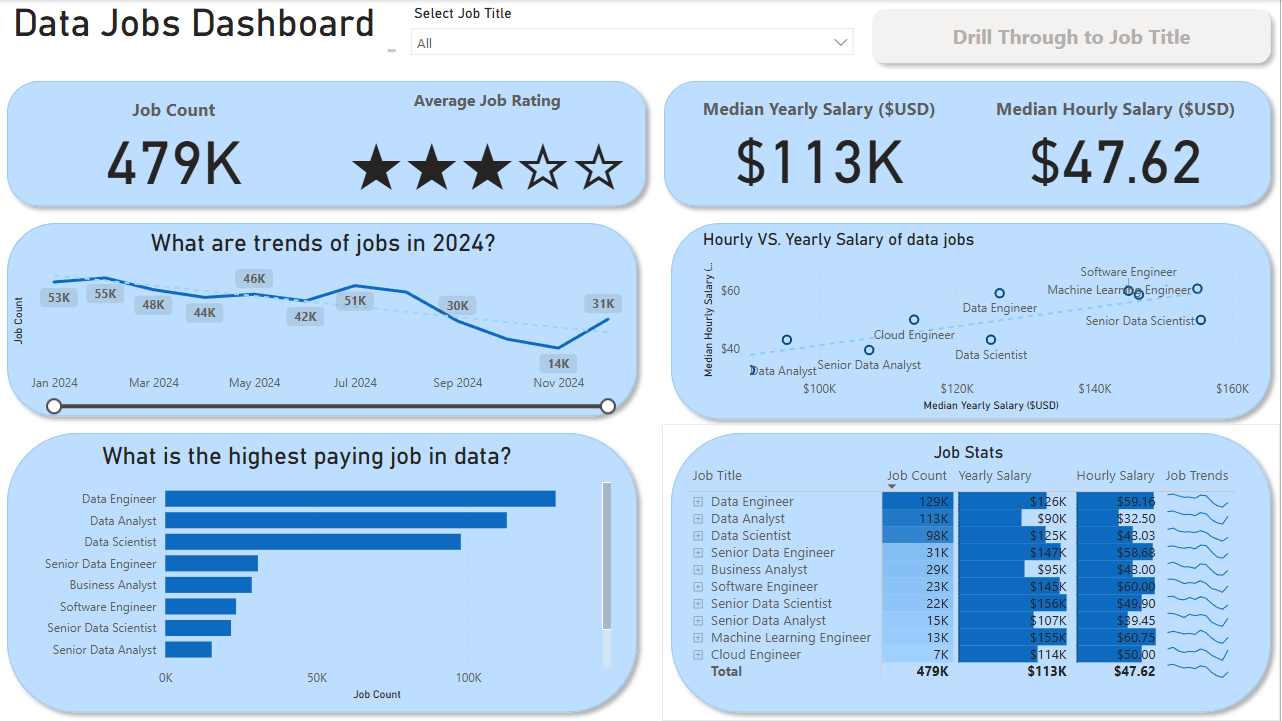 Data Jobs Dashboard
Select Job Title
All
Drill Through to Job Title
Job Count
479K
Average Job Rating
Median Yearly Salary ($USD)
$113K
Median Hourly Salary ($USD)
$47.62
What are trends of jobs in 2024?
Job Count
53K
55K
48K
44K
46K
42K
51K
30K
14K
31K
Jan 2024
Mar 2024
May 2024
Jul 2024
Sep 2024
Nov 2024
Hourly VS. Yearly Salary of data jobs
Median Hourly Salary (...
$60
$40
Software Engineer
Machine Learning Engineer
Data Engineer
Senior Data Scientist
Cloud Engineer
Data Scientist
Senior Data Analyst
Data Analyst
$100K
$120K
$140K
$160K
Median Yearly Salary ($USD)
What is the highest paying job in data?
Data Engineer
Data Analyst
Data Scientist
Senior Data Engineer
Business Analyst
Software Engineer
Senior Data Scientist
Senior Data Analyst
0K
50K
100K
Job Count
Job Stats
Job Title Job Count Yearly Salary Hourly Salary Job Trends
Data Engineer 129K $126K $59.16
Data Analyst 113K $90K $32.50
Data Scientist 98K $125K $43.03
Senior Data Engineer 31K $147K $58.68
Business Analyst 29K $95K $43.00
Software Engineer 23K $145K $60.00
Senior Data Scientist 22K $156K $49.90
Senior Data Analyst 15K $107K $39.45
Machine Learning Engineer 13K $155K $60.75
Cloud Engineer 7K $114K $50.00
Total 479K $113K $47.62